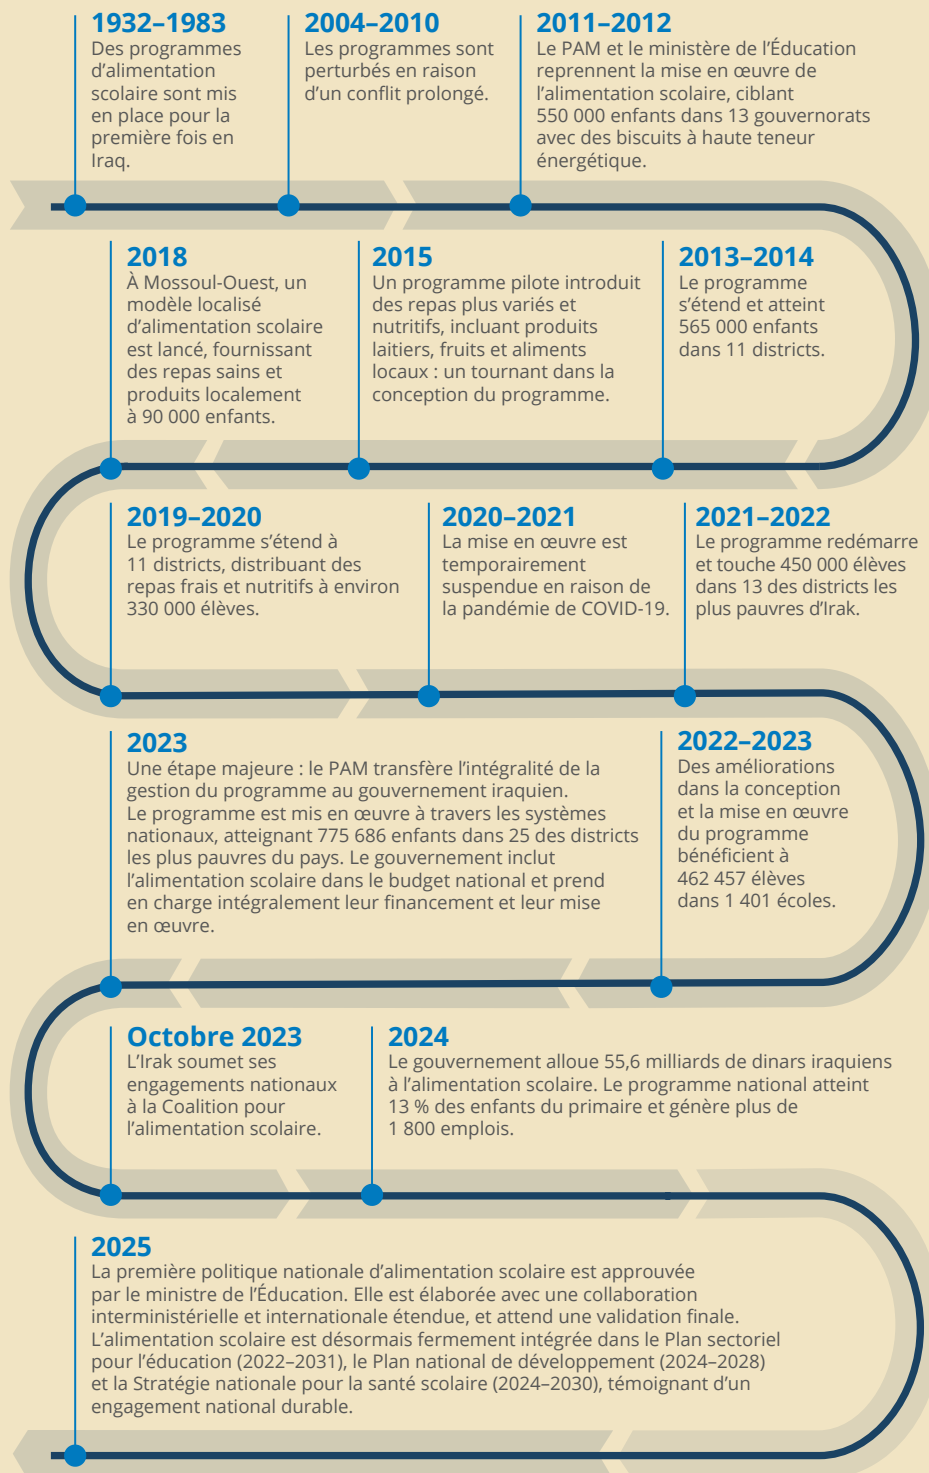 1932–1983
Des programmes
d’alimentation
scolaire sont mis
en place pour la
première fois en
Iraq.
2004–2010
Les programmes sont
perturbés en raison
d’un conflit prolongé.
2011–2012
Le PAM et le ministère de l’Éducation
reprennent la mise en œuvre de
l’alimentation scolaire, ciblant
550 000 enfants dans 13 gouvernorats
avec des biscuits à haute teneur
énergétique.
2013–2014
Le programme
s’étend et atteint
565 000 enfants
dans 11 districts.
2015
Un programme pilote introduit
des repas plus variés et
nutritifs, incluant produits
laitiers, fruits et aliments
locaux : un tournant dans la
conception du programme.
2018
À Mossoul-Ouest, un
modèle localisé
d’alimentation scolaire
est lancé, fournissant
des repas sains et
produits localement
à 90 000 enfants.
2019–2020
Le programme s’étend à
11 districts, distribuant des
repas frais et nutritifs à environ
330 000 élèves.
2020–2021
La mise en œuvre est
temporairement
suspendue en raison de
la pandémie de COVID-19.
2021–2022
Le programme redémarre
et touche 450 000 élèves
dans 13 des districts les
plus pauvres d’Irak.
2022–2023
Des améliorations
dans la conception
et la mise en œuvre
du programme
bénéficient à
462 457 élèves
dans 1 401 écoles.
2023
Une étape majeure : le PAM transfère l’intégralité de la
gestion du programme au gouvernement iraquien.
Le programme est mis en œuvre à travers les systèmes
nationaux, atteignant 775 686 enfants dans 25 des districts
les plus pauvres du pays. Le gouvernement inclut
l’alimentation scolaire dans le budget national et prend
en charge intégralement leur financement et leur mise
en œuvre.
Octobre 2023
L’Irak soumet ses
engagements nationaux
à la Coalition pour
l’alimentation scolaire.
2024
Le gouvernement alloue 55,6 milliards de dinars iraquiens
à l’alimentation scolaire. Le programme national atteint
13 % des enfants du primaire et génère plus de
1 800 emplois.
2025
La première politique nationale d’alimentation scolaire est approuvée
par le ministre de l’Éducation. Elle est élaborée avec une collaboration
interministérielle et internationale étendue, et attend une validation finale.
L’alimentation scolaire est désormais fermement intégrée dans le Plan sectoriel
pour l’éducation (2022–2031), le Plan national de développement (2024–2028)
et la Stratégie nationale pour la santé scolaire (2024–2030), témoignant d’un
engagement national durable.